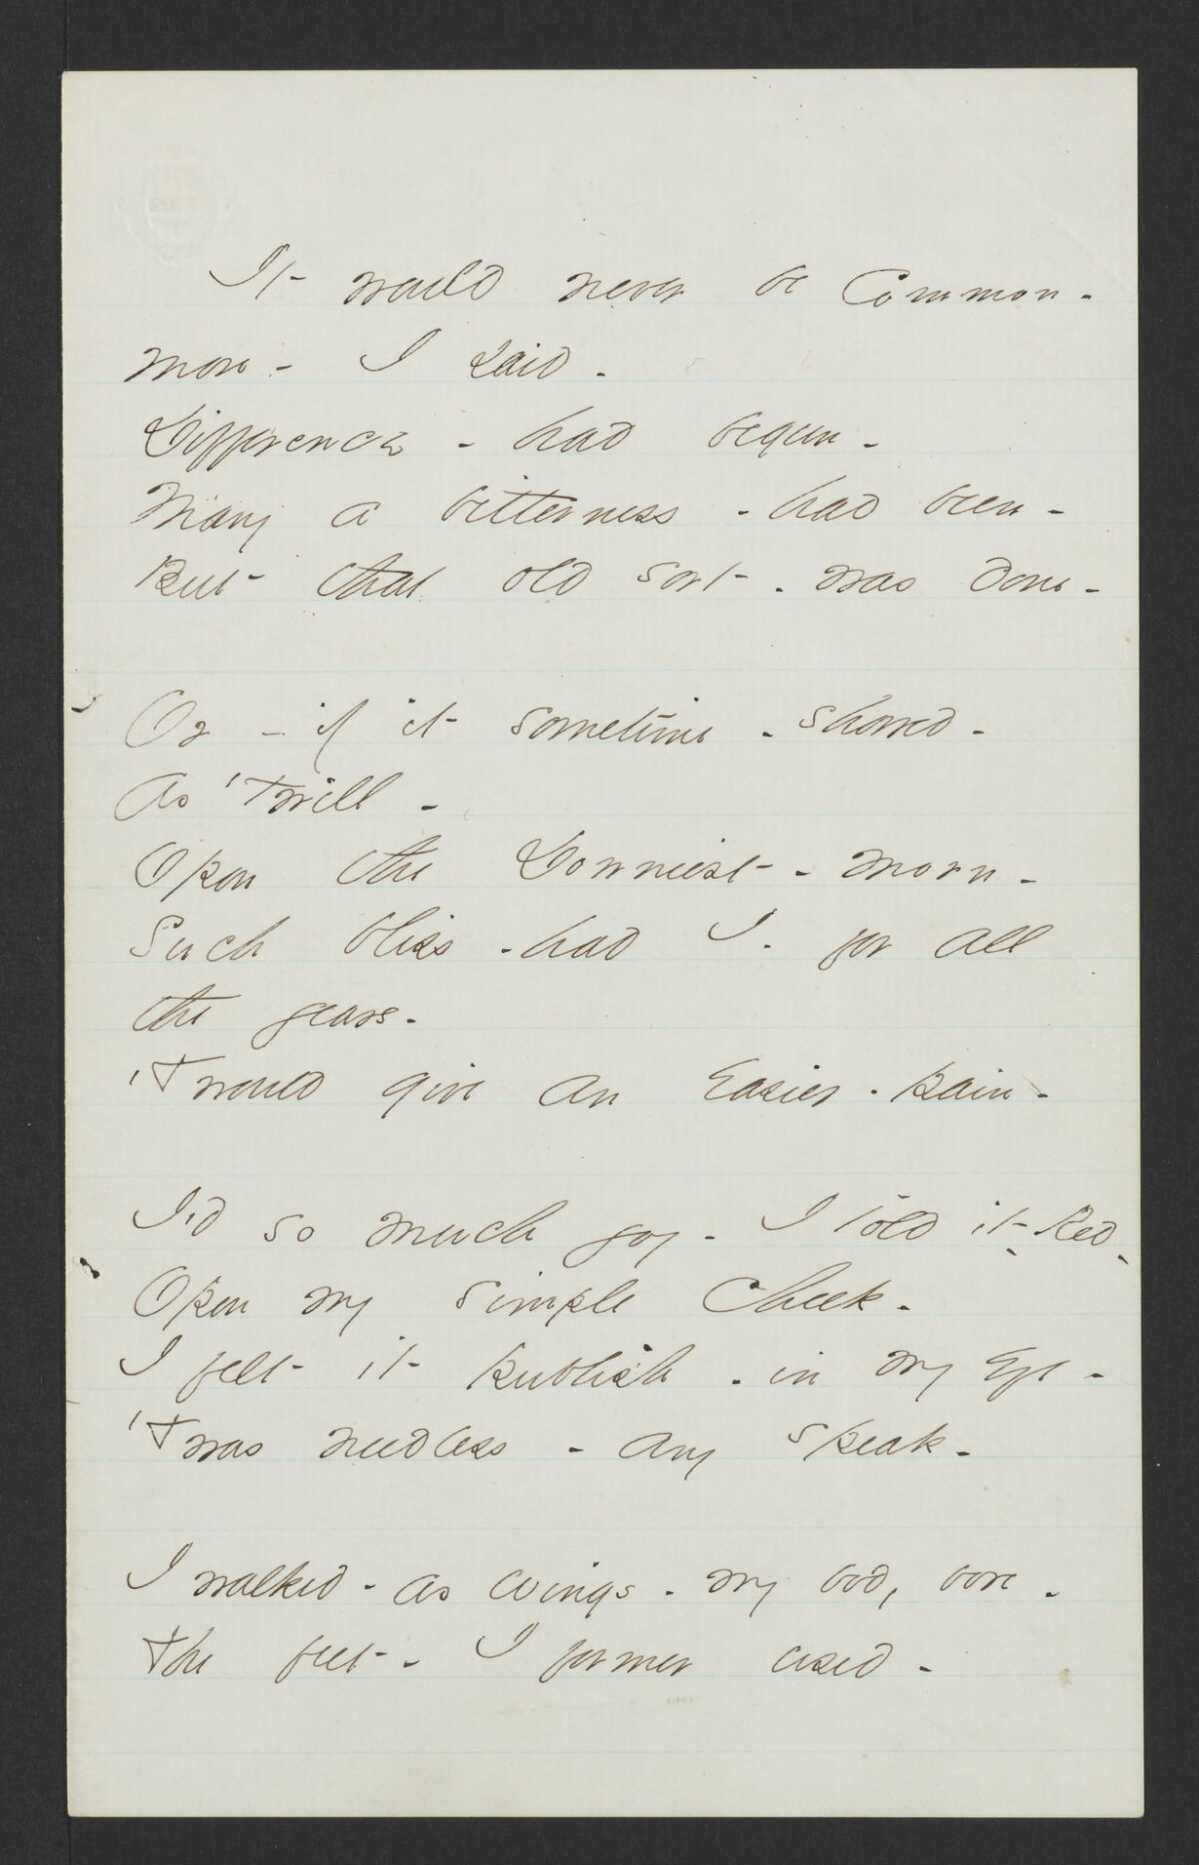 It would never be Common -
more - I said -
Difference - had begun -
Many a bitterness - had been -
But that old sort - was done -
Or - if it sometime - showed -
As 'Twill -
Opon the Downiest - morn -
Such bliss - had I - for all
the years -
'Twould give an Easier - pain -
I'd so much joy - I told it - Red -
Opon my simple Cheek -
I felt it publish - in my Eye -
'Twas needless - any speak -
I walked - as wings - my body bore -
The feet - I former used -